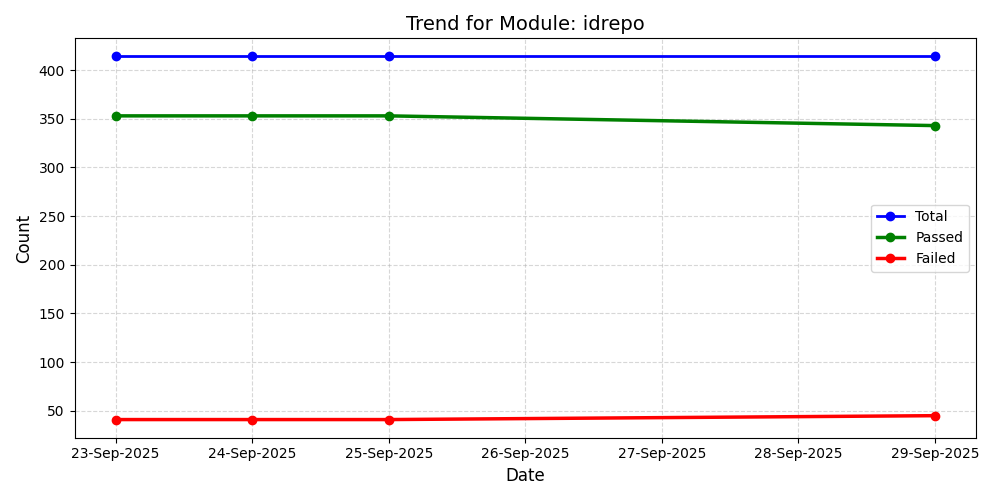 Trend for Module: idrepo
Count
400
350
300
250
200
150
100
50
Total
Passed
Failed
23-Sep-2025
24-Sep-2025
25-Sep-2025
26-Sep-2025
27-Sep-2025
28-Sep-2025
29-Sep-2025
Date